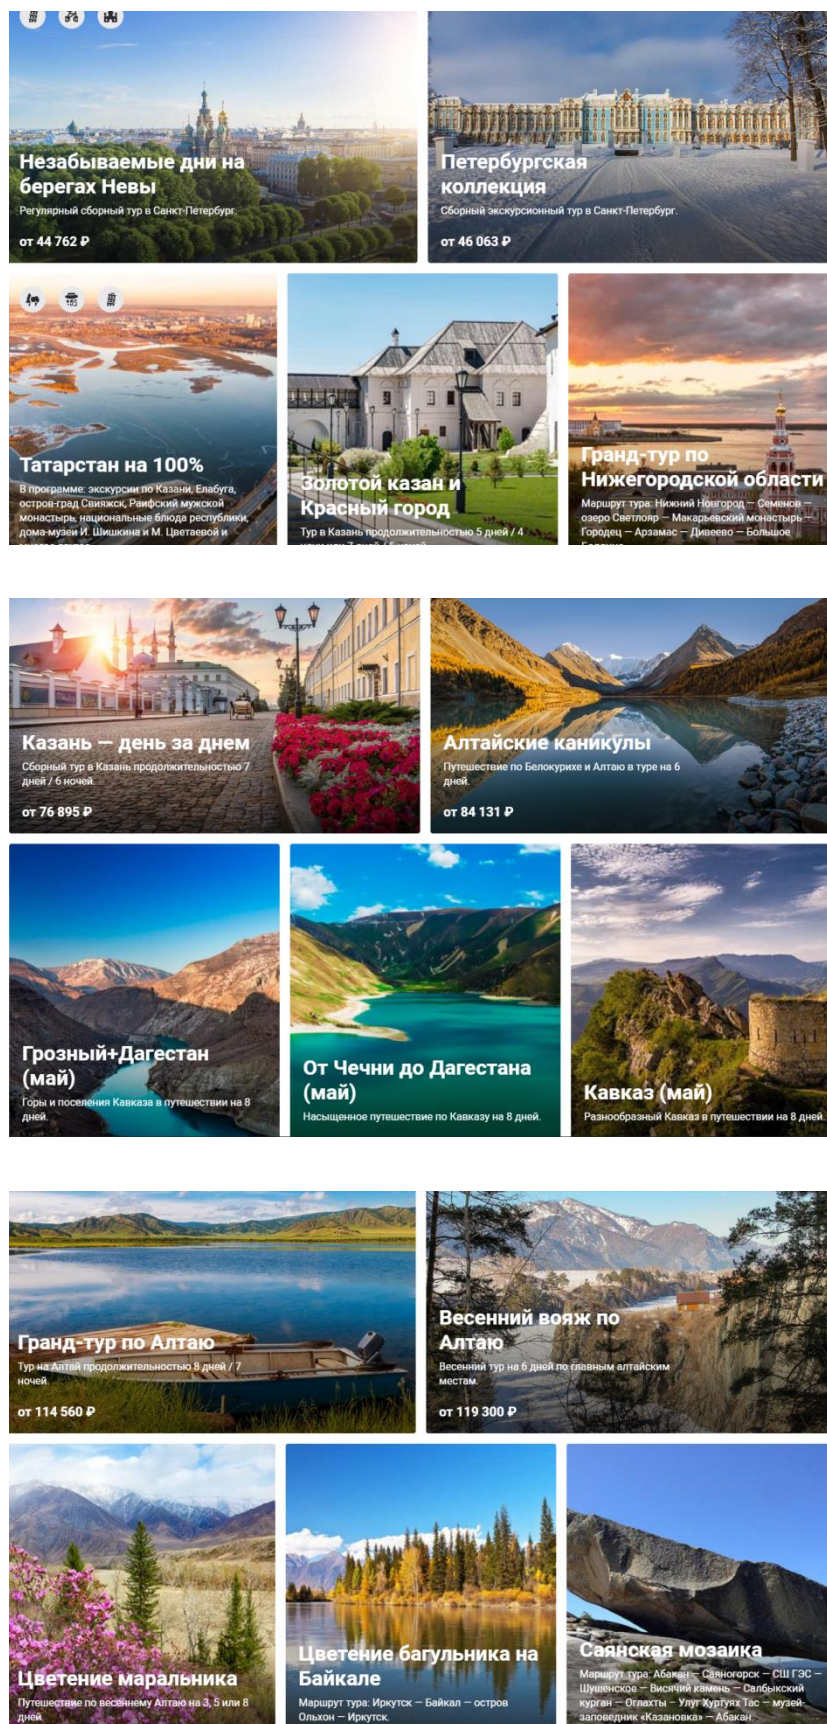 Незабываемые дни на
берегах Невы
Регулярный сборный тур в Санкт-Петербург.
от 44 762 ₽
Петербургская
коллекция
Сборный экскурсионный тур в Санкт-Петербург.
от 46 063 ₽
Татарстан на 100%
В программе: экскурсии по Казани, Елабуга,
остров-град Свияжск, Раифский мужской
монастырь, национальные блюда республики,
дома-музеи И. Шишкина и М. Цветаевой и
Золотой казан и
Красный город
Тур в Казань продолжительностью 5 дней / 4
Гранд-тур по
Нижегородской области
Маршрут тура: Нижний Новгород — Семенов —
озеро Светлояр — Макарьевский монастырь —
Городец — Арзамас — Дивеево — Большое
Казань — день за днем
Сборный тур в Казань продолжительностью 7
дней / 6 ночей.
от 76 895 ₽
Алтайские каникулы
Путешествие по Белокурихе и Алтаю в туре на 6
дней.
от 84 131 ₽
Грозный+Дагестан
(май)
Горы и поселения Кавказа в путешествии на 8
дней.
От Чечни до Дагестана
(май)
Насыщенное путешествие по Кавказу на 8 дней.
Кавказ (май)
Разнообразный Кавказ в путешествии на 8 дней.
Гранд-тур по Алтаю
Тур на Алтай продолжительностью 8 дней / 7
ночей.
от 114 560 ₽
Весенний вояж по
Алтаю
Весенний тур на 6 дней по главным алтайским
местам.
от 119 300 ₽
Цветение маральника
Путешествие по весеннему Алтаю на 3, 5 или 8
дней.
Цветение багульника на
Байкале
Маршрут тура: Иркутск — Байкал — остров
Ольхон — Иркутск.
Саянская мозаика
Маршрут тура: Абакан — Саяногорск — СШ ГЭС —
Шушенское — Висячий камень — Салбыкский
курган — Оглахты — Улуг Хуртуях Тас — музей-
заповедник «Казановка» — Абакан.